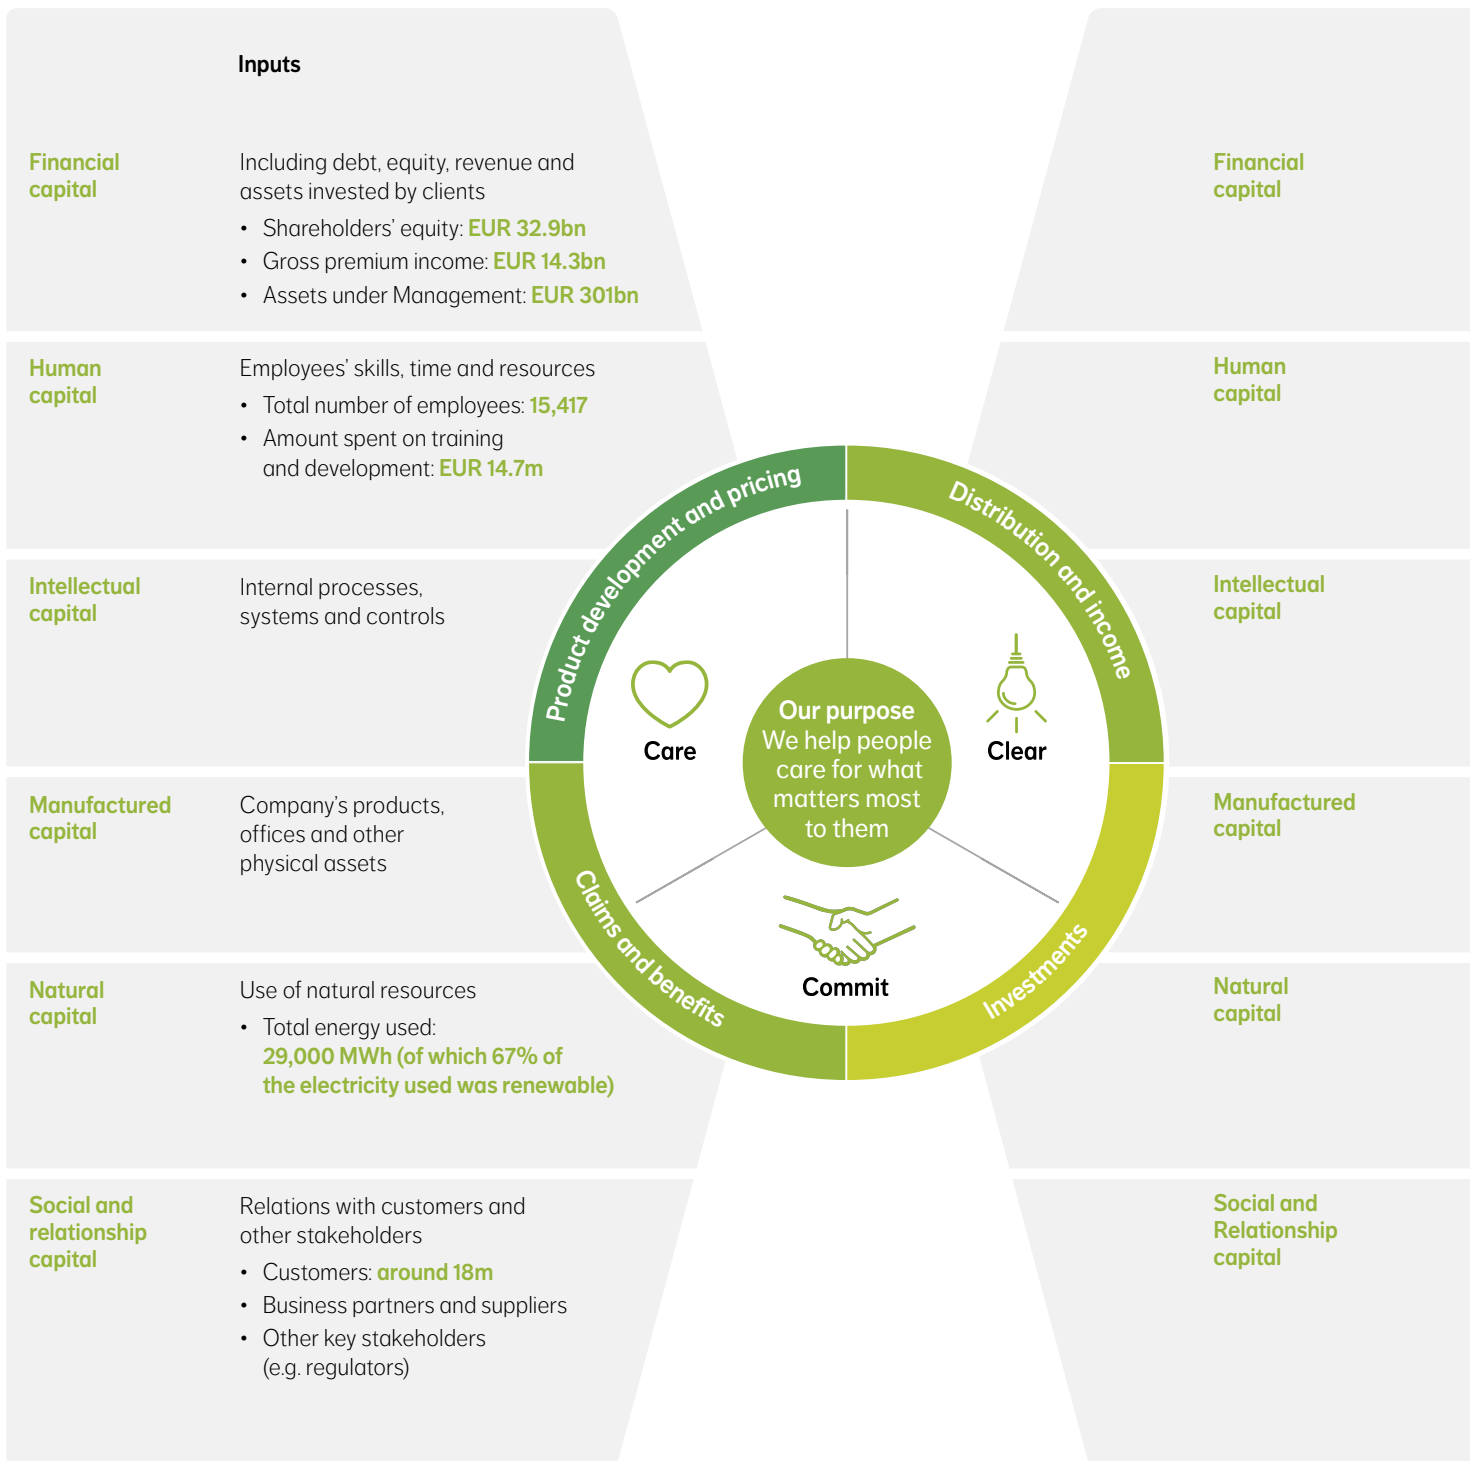 Inputs
Financial
capital
Including debt, equity, revenue and
assets invested by clients
• Shareholders’ equity: EUR 32.9bn
• Gross premium income: EUR 14.3bn
• Assets under Management: EUR 301bn
Human
capital
Employees’ skills, time and resources
• Total number of employees: 15,417
• Amount spent on training
and development: EUR 14.7m
Intellectual
capital
Internal processes,
systems and controls
Manufactured
capital
Company’s products,
offices and other
physical assets
Natural
capital
Use of natural resources
• Total energy used:
29,000 MWh (of which 67% of
the electricity used was renewable)
Social and
relationship
capital
Relations with customers and
other stakeholders
• Customers: around 18m
• Business partners and suppliers
• Other key stakeholders
(e.g. regulators)
Product development and pricing
Distribution and income
Claims and benefits
Investments
Care
Clear
Commit
Our purpose
We help people
care for what
matters most
to them
Financial
capital
Human
capital
Intellectual
capital
Manufactured
capital
Natural
capital
Social and
Relationship
capital